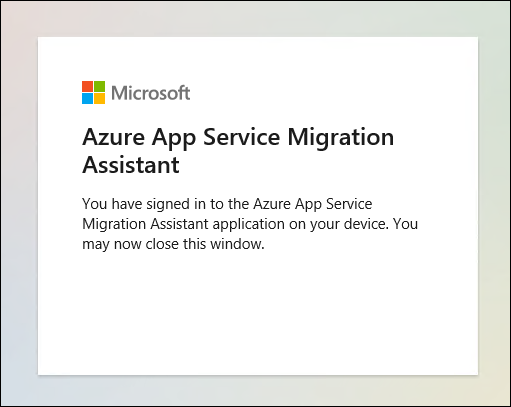 Microsoft
Azure App Service Migration
Assistant
You have signed in to the Azure App Service
Migration Assistant application on your device. You
may now close this window.